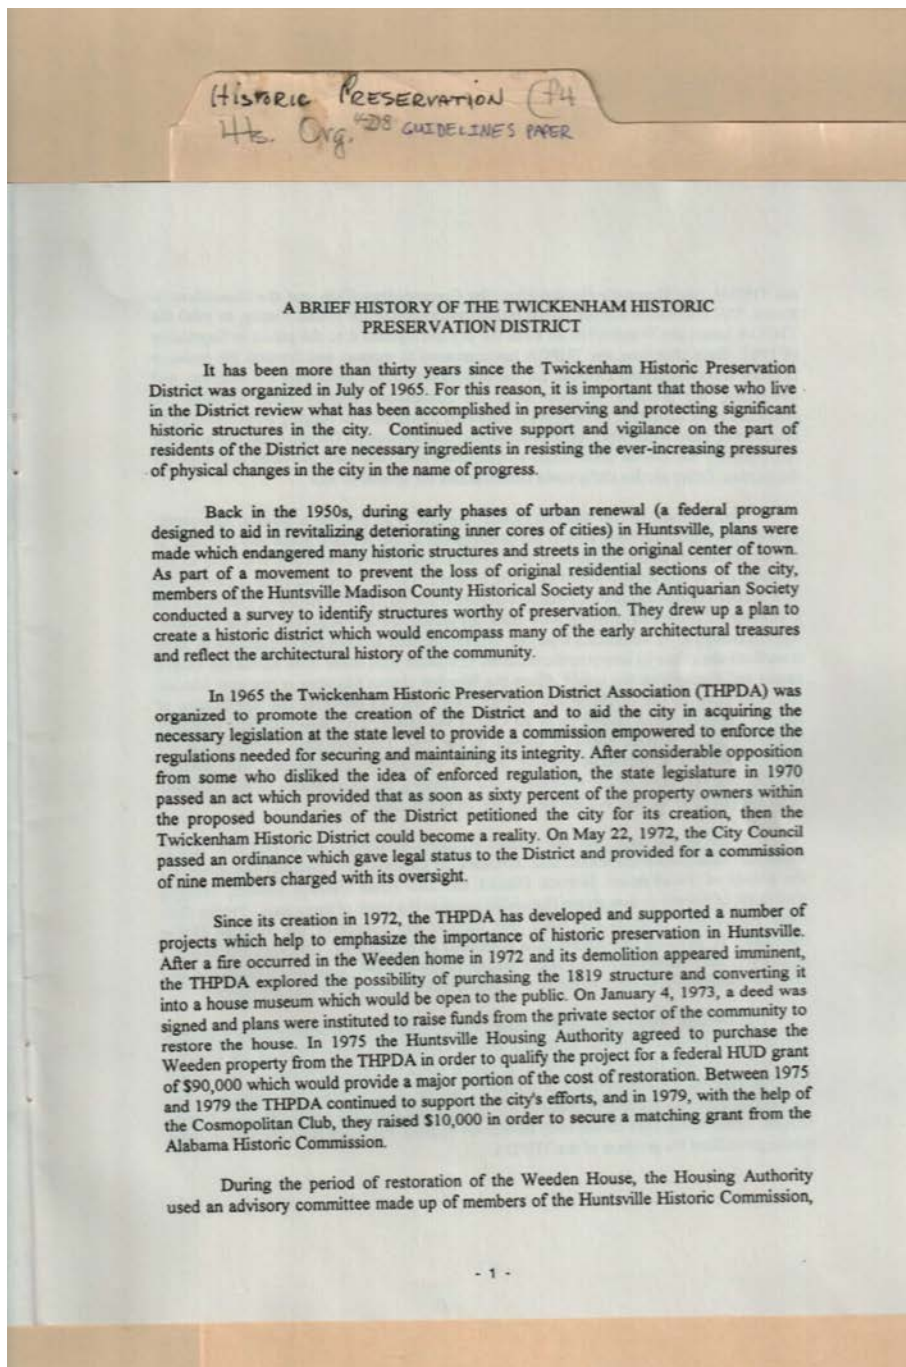 HISTORIC PRESERVATION
Hts. Org. GUIDELINES PAPER
A BRIEF HISTORY OF THE TWICKENHAM HISTORIC
PRESERVATION DISTRICT
It has been more than thirty years since the Twickenham Historic Preservation
District was organized in July of 1965. For this reason, it is important that those who live
in the District review what has been accomplished in preserving and protecting significant
historic structures in the city. Continued active support and vigilance on the part of
residents of the District are necessary ingredients in resisting the ever-increasing pressures
of physical changes in the city in the name of progress.
Back in the 1950s, during early phases of urban renewal (a federal program
designed to aid in revitalizing deteriorating inner cores of cities) in Huntsville, plans were
made which endangered many historic structures and streets in the original center of town.
As part of a movement to prevent the loss of original residential sections of the city,
members of the Huntsville Madison County Historical Society and the Antiquarian Society
conducted a survey to identify structures worthy of preservation. They drew up a plan to
create a historic district which would encompass many of the early architectural treasures
and reflect the architectural history of the community.
In 1965 the Twickenham Historic Preservation District Association (THPDA) was
organized to promote the creation of the District and to aid the city in acquiring the
necessary legislation at the state level to provide a commission empowered to enforce the
regulations needed for securing and maintaining its integrity. After considerable opposition
from some who disliked the idea of enforced regulation, the state legislature in 1970
passed an act which provided that as soon as sixty percent of the property owners within
the proposed boundaries of the District petitioned the city for its creation, then the
Twickenham Historic District could become a reality. On May 22, 1972, the City Council
passed an ordinance which gave legal status to the District and provided for a commission
of nine members charged with its oversight.
Since its creation in 1972, the THPDA has developed and supported a number of
projects which help to emphasize the importance of historic preservation in Huntsville.
After a fire occurred in the Weeden home in 1972 and its demolition appeared imminent,
the THPDA explored the possibility of purchasing the 1819 structure and converting it
into a house museum which would be open to the public. On January 4, 1973, a deed was
signed and plans were instituted to raise funds from the private sector of the community to
restore the house. In 1975 the Huntsville Housing Authority agreed to purchase the
Weeden property from the THPDA in order to qualify the project for a federal HUD grant
of $90,000 which would provide a major portion of the cost of restoration. Between 1975
and 1979 the THPDA continued to support the city's efforts, and in 1979, with the help of
the Cosmopolitan Club, they raised $10,000 in order to secure a matching grant from the
Alabama Historic Commission.
During the period of restoration of the Weeden House, the Housing Authority
used an advisory committee made up of members of the Huntsville Historic Commission,
- 1 -